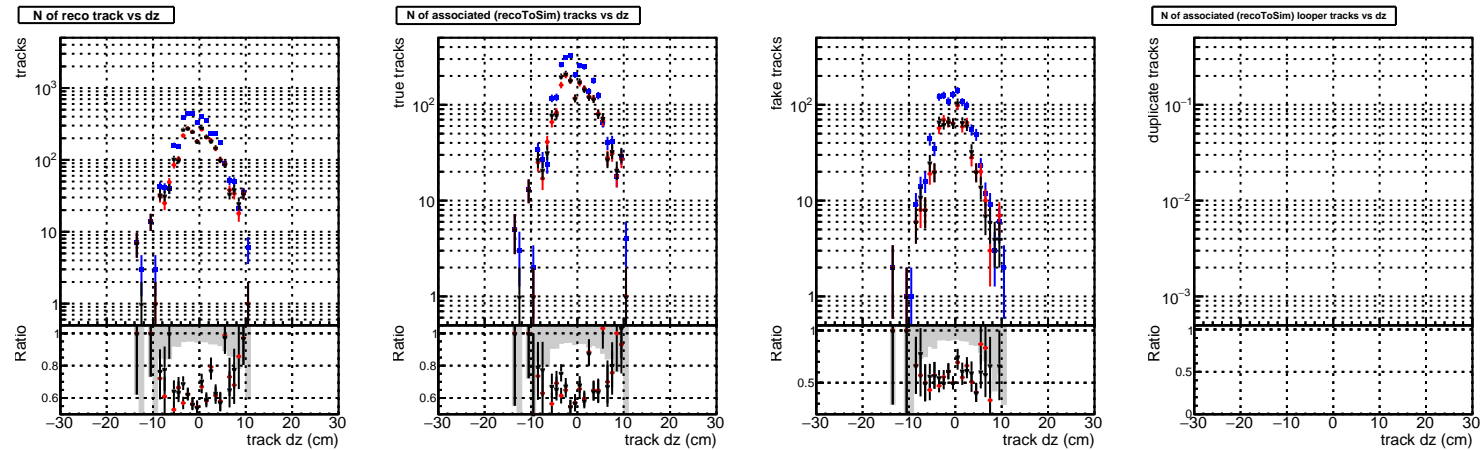 N of reco track vs dz
tracks
10³
10²
10
1
Ratio
1
0.8
0.6
−30 −20 −10 0 10 20 30
track dz (cm)
N of associated (recoToSim) tracks vs dz
true tracks
10²
10
1
Ratio
1
0.8
0.6
−30 −20 −10 0 10 20 30
track dz (cm)
fake tracks
10²
10
1
Ratio
1
0.5
−30 −20 −10 0 10 20 30
track dz (cm)
N of associated (recoToSim) looper tracks vs dz
duplicate tracks
10⁻¹
10⁻²
10⁻³
Ratio
1
0.5
0
−30 −20 −10 0 10 20 30
track dz (cm)